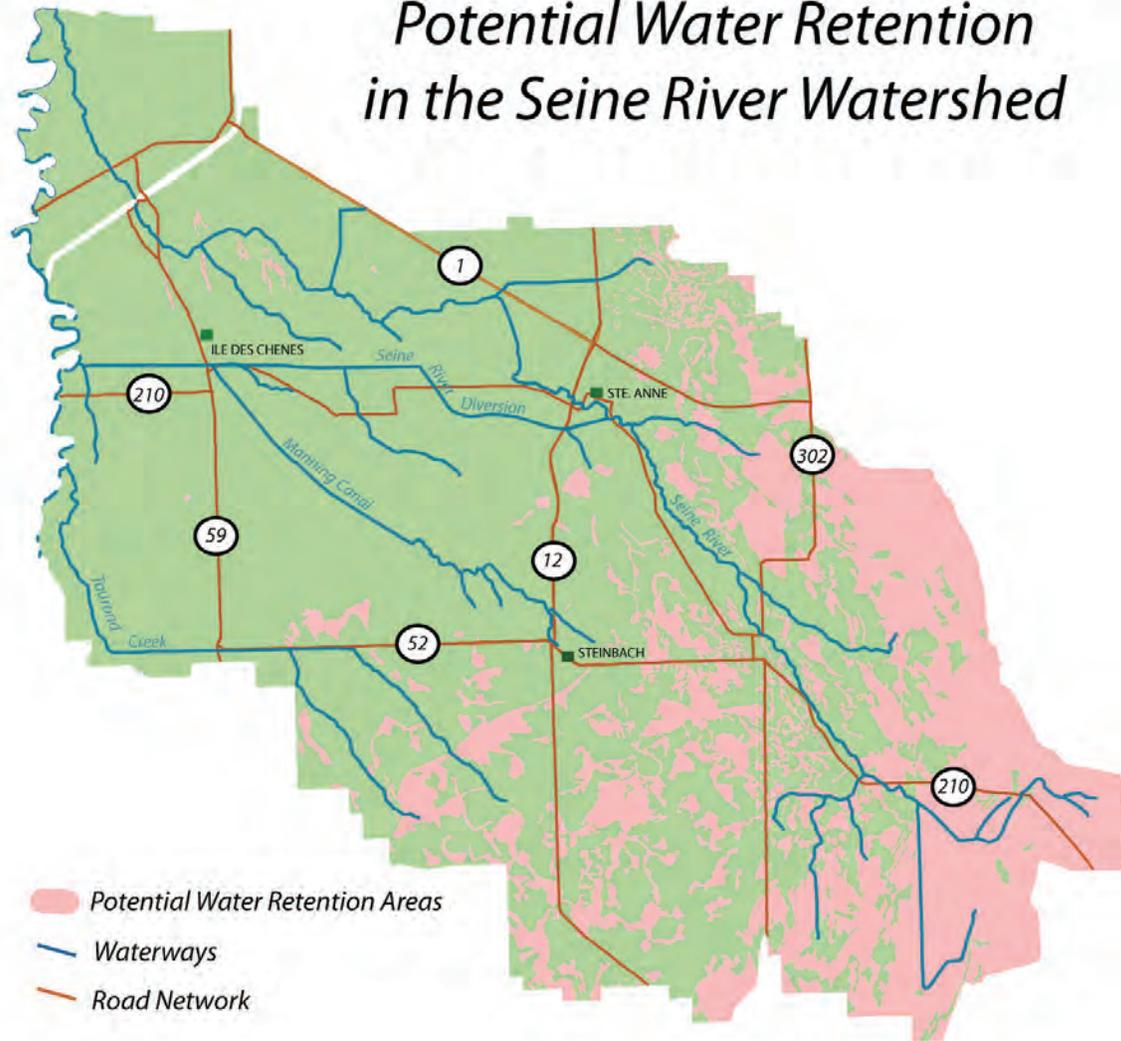 Potential Water Retention
in the Seine River Watershed
1
ILE DES CHENES
Seine
River
Diversion
STE. ANNE
210
302
Manning Canal
Seine River
59
12
Taurond
Creek
52
STEINBACH
210
Potential Water Retention Areas
Waterways
Road Network